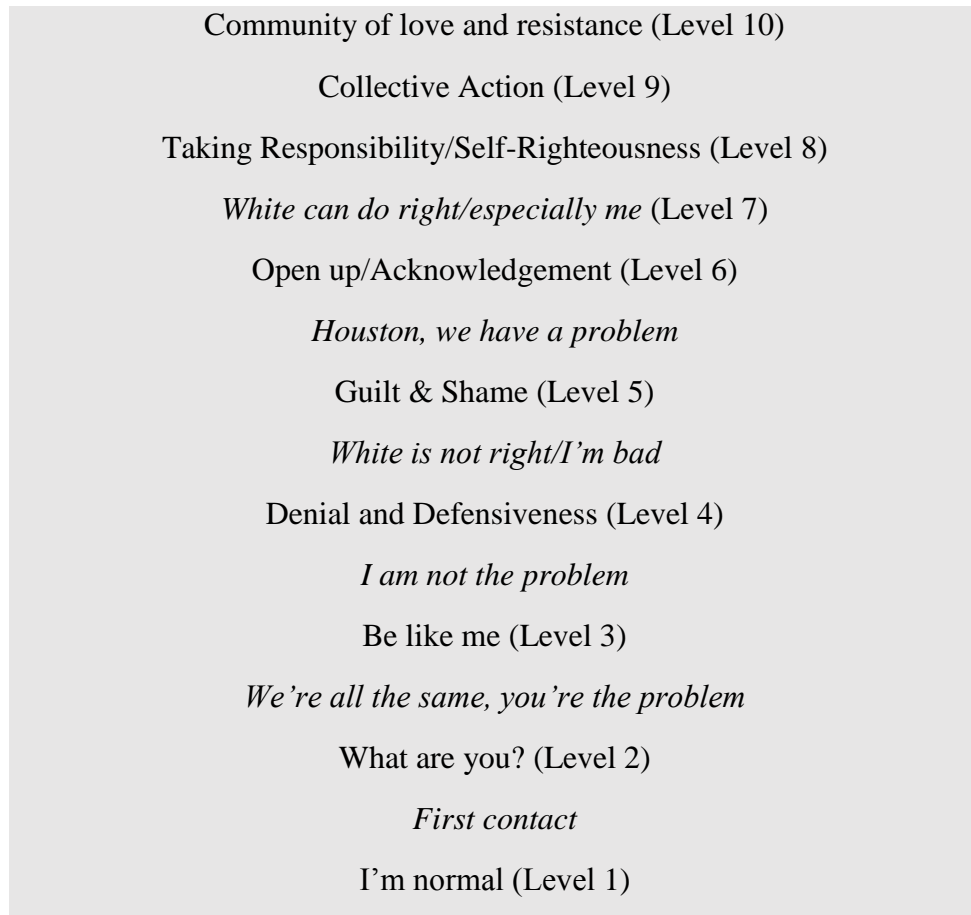 Community of love and resistance (Level 10)
Collective Action (Level 9)
Taking Responsibility/Self-Righteousness (Level 8)
White can do right/especially me (Level 7)
Open up/Acknowledgement (Level 6)
Houston, we have a problem
Guilt & Shame (Level 5)
White is not right/I’m bad
Denial and Defensiveness (Level 4)
I am not the problem
Be like me (Level 3)
We’re all the same, you’re the problem
What are you? (Level 2)
First contact
I’m normal (Level 1)